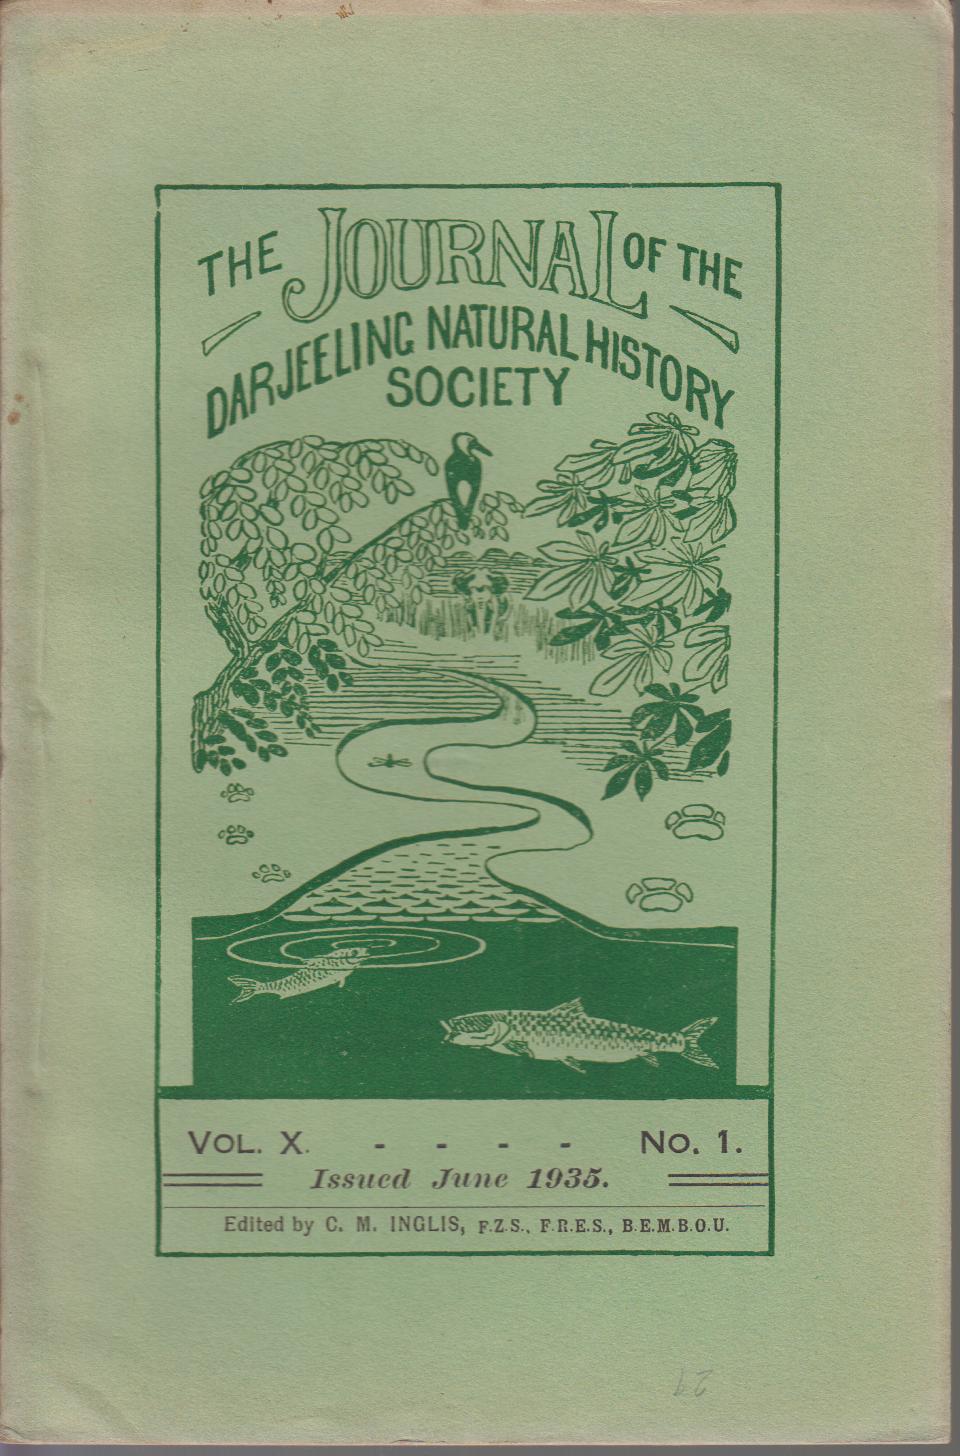 THE JOURNAL OF THE
DARJEELING NATURAL HISTORY
SOCIETY
VOL. X. - - - - No. 1.
Issued June 1935.
Edited by C. M. INGLIS, F.Z.S., F.R.E.S., B.E.M.B.O.U.